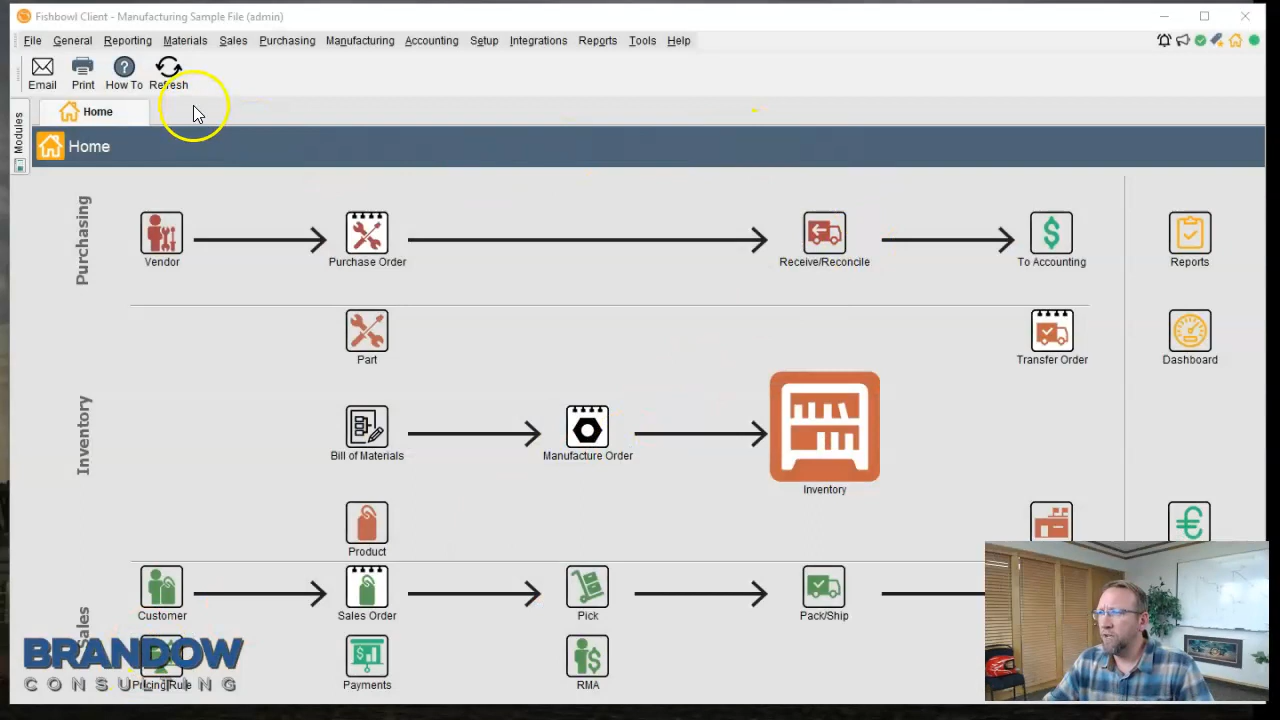 Fishbowl Client - Manufacturing Sample File (admin)
File General Reporting Materials Sales Purchasing Manufacturing Accounting Setup Integrations Reports Tools Help
Email Print How To Refresh
Modules
Home
Home
Purchasing
Vendor
Purchase Order
Receive/Reconcile
To Accounting
Reports
Inventory
Part
Transfer Order
Dashboard
Bill of Materials
Manufacture Order
Inventory
Product
Customer
Sales Order
Pick
Pack/Ship
Payments
RMA
BRANDOW
CONSULTING